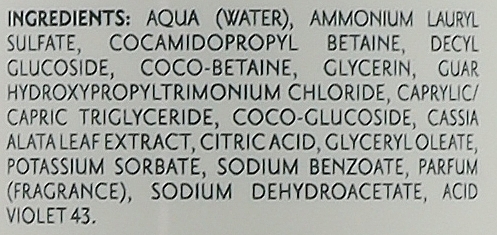 INGREDIENTS: AQUA (WATER), AMMONIUM LAURYL
SULFATE, COCAMIDOPROPYL BETAINE, DECYL
GLUCOSIDE, COCO-BETAINE, GLYCERIN, GUAR
HYDROXYPROPYLTRIMONIUM CHLORIDE, CAPRYLIC/
CAPRIC TRIGLYCERIDE, COCO-GLUCOSIDE, CASSIA
ALATA LEAF EXTRACT, CITRIC ACID, GLYCERYL OLEATE,
POTASSIUM SORBATE, SODIUM BENZOATE, PARFUM
(FRAGRANCE), SODIUM DEHYDROACETATE, ACID
VIOLET 43.